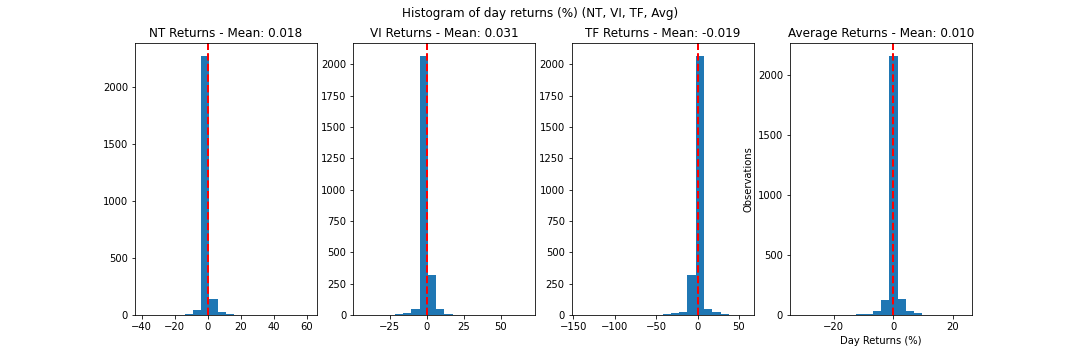 Histogram of day returns (%) (NT, VI, TF, Avg)
NT Returns - Mean: 0.018
2000
1500
1000
500
0
−40 −20 0 20 40 60
VI Returns - Mean: 0.031
2000
1750
1500
1250
1000
750
500
250
0
−25 0 25 50
TF Returns - Mean: -0.019
2000
1750
1500
1250
1000
750
500
250
0
−150 −100 −50 0 50
Average Returns - Mean: 0.010
Observations
2000
1500
1000
500
0
−20 0 20
Day Returns (%)